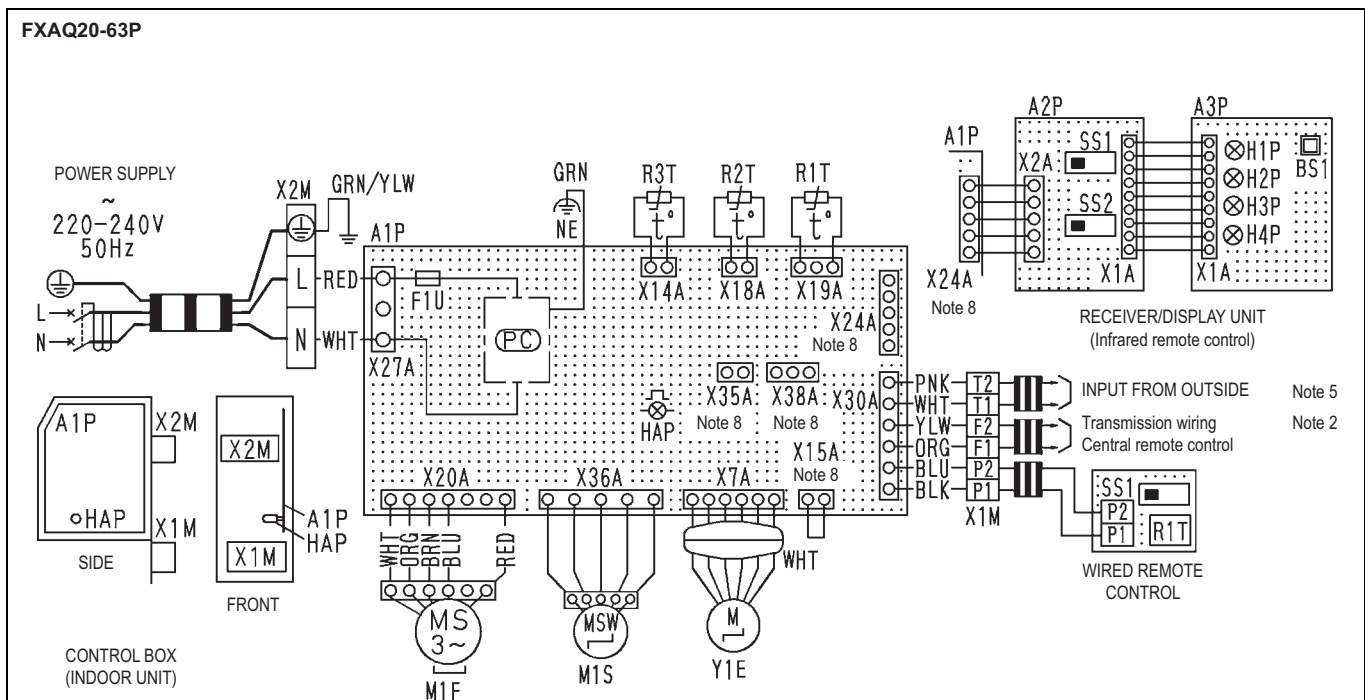 FXAQ20-63P
POWER SUPPLY
~
220-240V
50Hz
X2M
GRN/YLW
L
RED
N
WHT
L
N
A1P
X27A
F1U
PC
GRN
NE
R3T
t°
X14A
R2T
t°
X18A
R1T
t°
X19A
X24A
Note 8
HAP
X35A
Note 8
X38A
Note 8
X30A
X15A
Note 8
A1P
X24A
Note 8
A2P
X2A
SS1
SS2
X1A
A3P
X1A
H1P
H2P
H3P
H4P
BS1
RECEIVER/DISPLAY UNIT
(Infrared remote control)
PNK T2
WHT T1
YLW F2
ORG F1
BLU P2
BLK P1
X1M
INPUT FROM OUTSIDE Note 5
Transmission wiring Note 2
Central remote control
SS1
P2
P1
R1T
WIRED REMOTE
CONTROL
A1P
X2M
HAP
X1M
SIDE
X2M
X1M
A1P
HAP
FRONT
CONTROL BOX
(INDOOR UNIT)
X20A
WHT
ORG
BRN
BLU
RED
MS
3~
M1F
X36A
MSW
M1S
X7A
WHT
M
Y1E